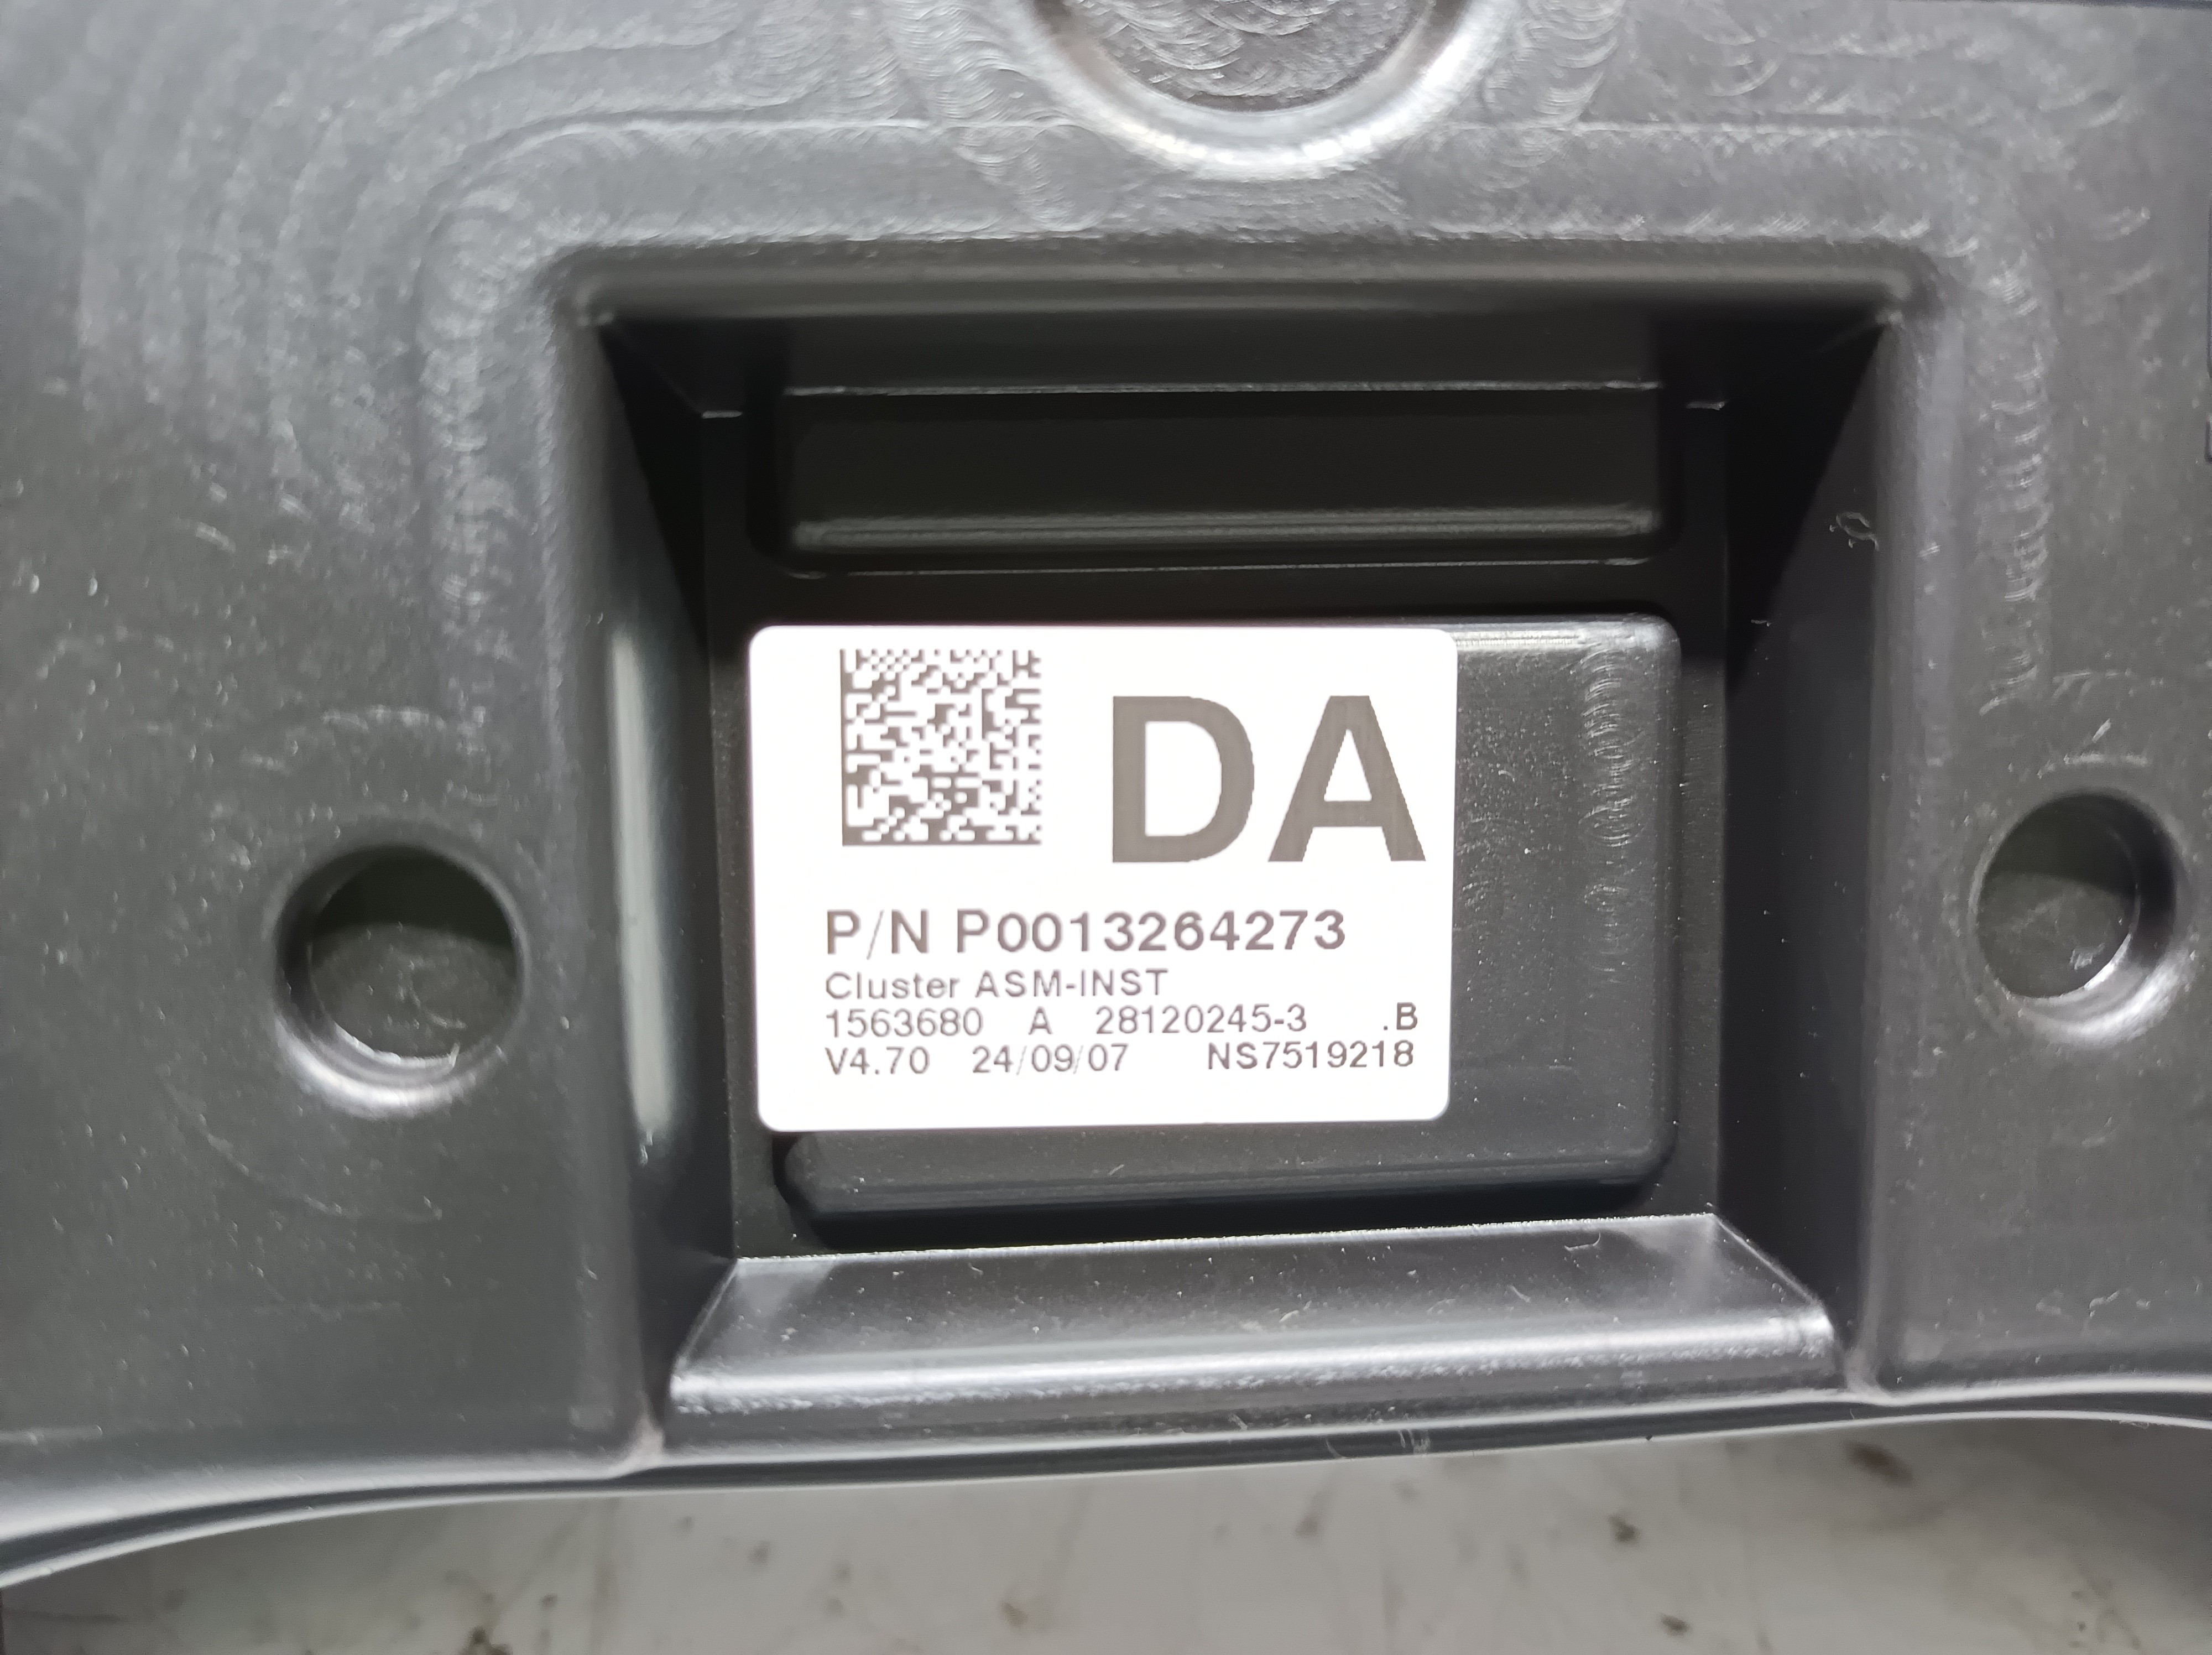 DA
P/N P0013264273
Cluster ASM-INST
1563680 A 28120245-3 .B
V4.70 24/09/07 NS7519218